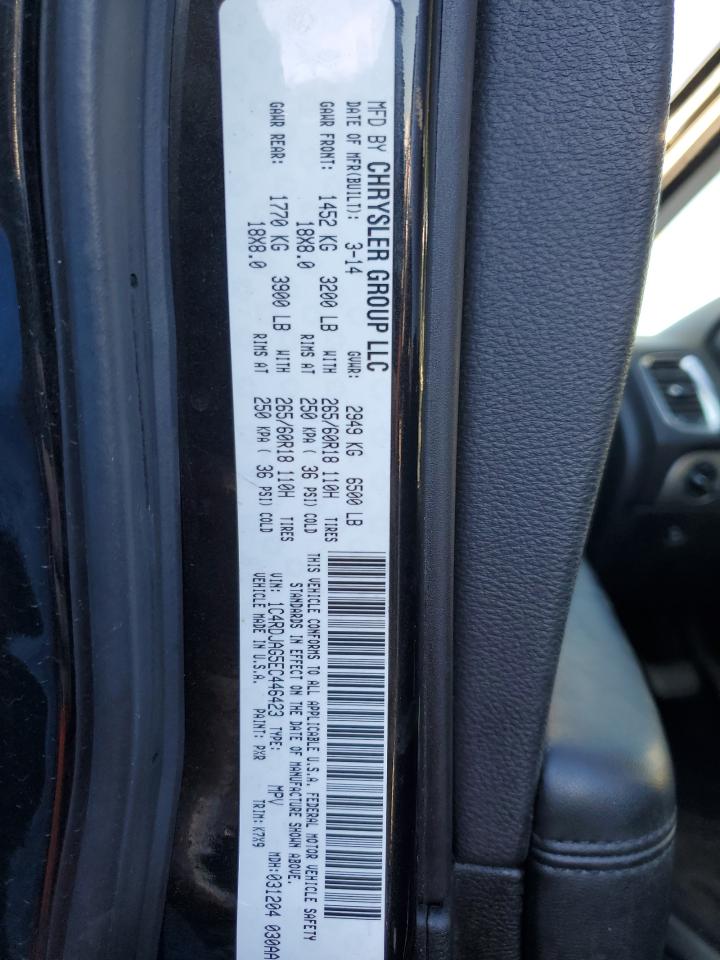 MFD BY CHRYSLER GROUP LLC
DATE OF MFR(BUILT): 3-14 GVWR: 2949 KG 6500 LB
GAWR FRONT: 1452 KG 3200 LB WITH 265/60R18 110H TIRES
18X8.0 RIMS AT 250 KPA ( 36 PSI) COLD
GAWR REAR: 1770 KG 3900 LB WITH 265/60R18 110H TIRES
18X8.0 RIMS AT 250 KPA ( 36 PSI) COLD
THIS VEHICLE CONFORMS TO ALL APPLICABLE U.S.A. FEDERAL MOTOR VEHICLE SAFETY
STANDARDS IN EFFECT ON THE DATE OF MANUFACTURE SHOWN ABOVE.
VIN: 1C4RDJAG5EC446423 TYPE: MPV MDH:031204 030AA
VEHICLE MADE IN U.S.A. PAINT: PXR TRIM:K7X9